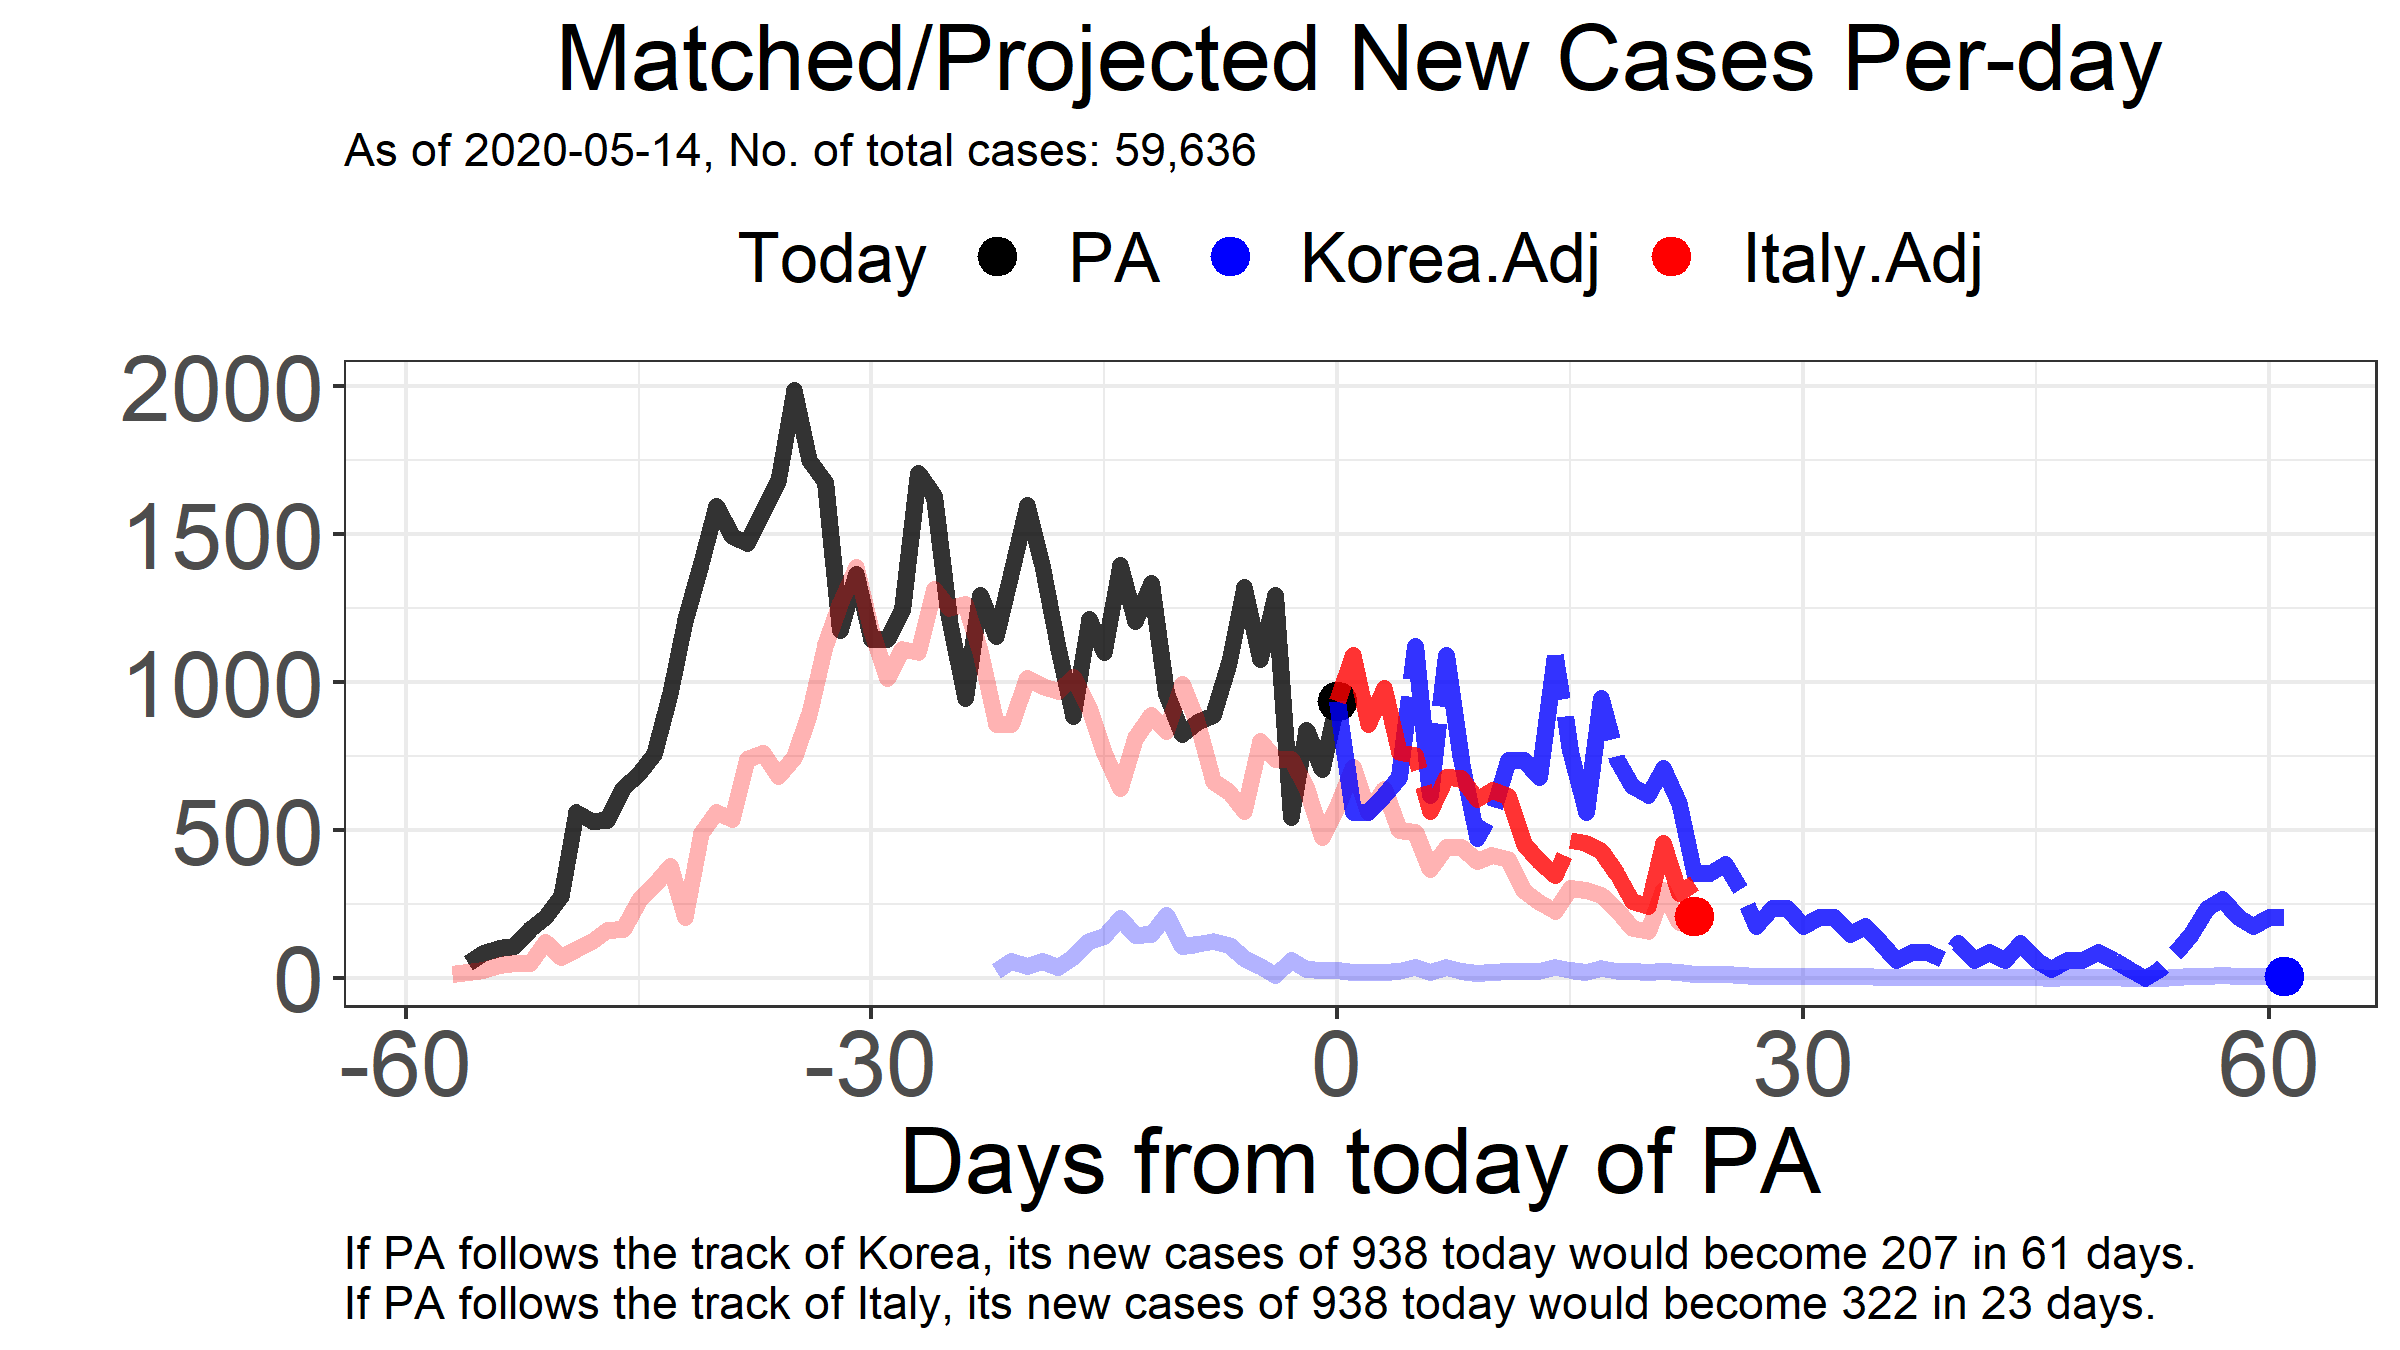 Matched/Projected New Cases Per-day
As of 2020-05-14, No. of total cases: 59,636
Today PA Korea.Adj Italy.Adj
2000
1500
1000
500
0
-60 -30 0 30 60
Days from today of PA
If PA follows the track of Korea, its new cases of 938 today would become 207 in 61 days.
If PA follows the track of Italy, its new cases of 938 today would become 322 in 23 days.